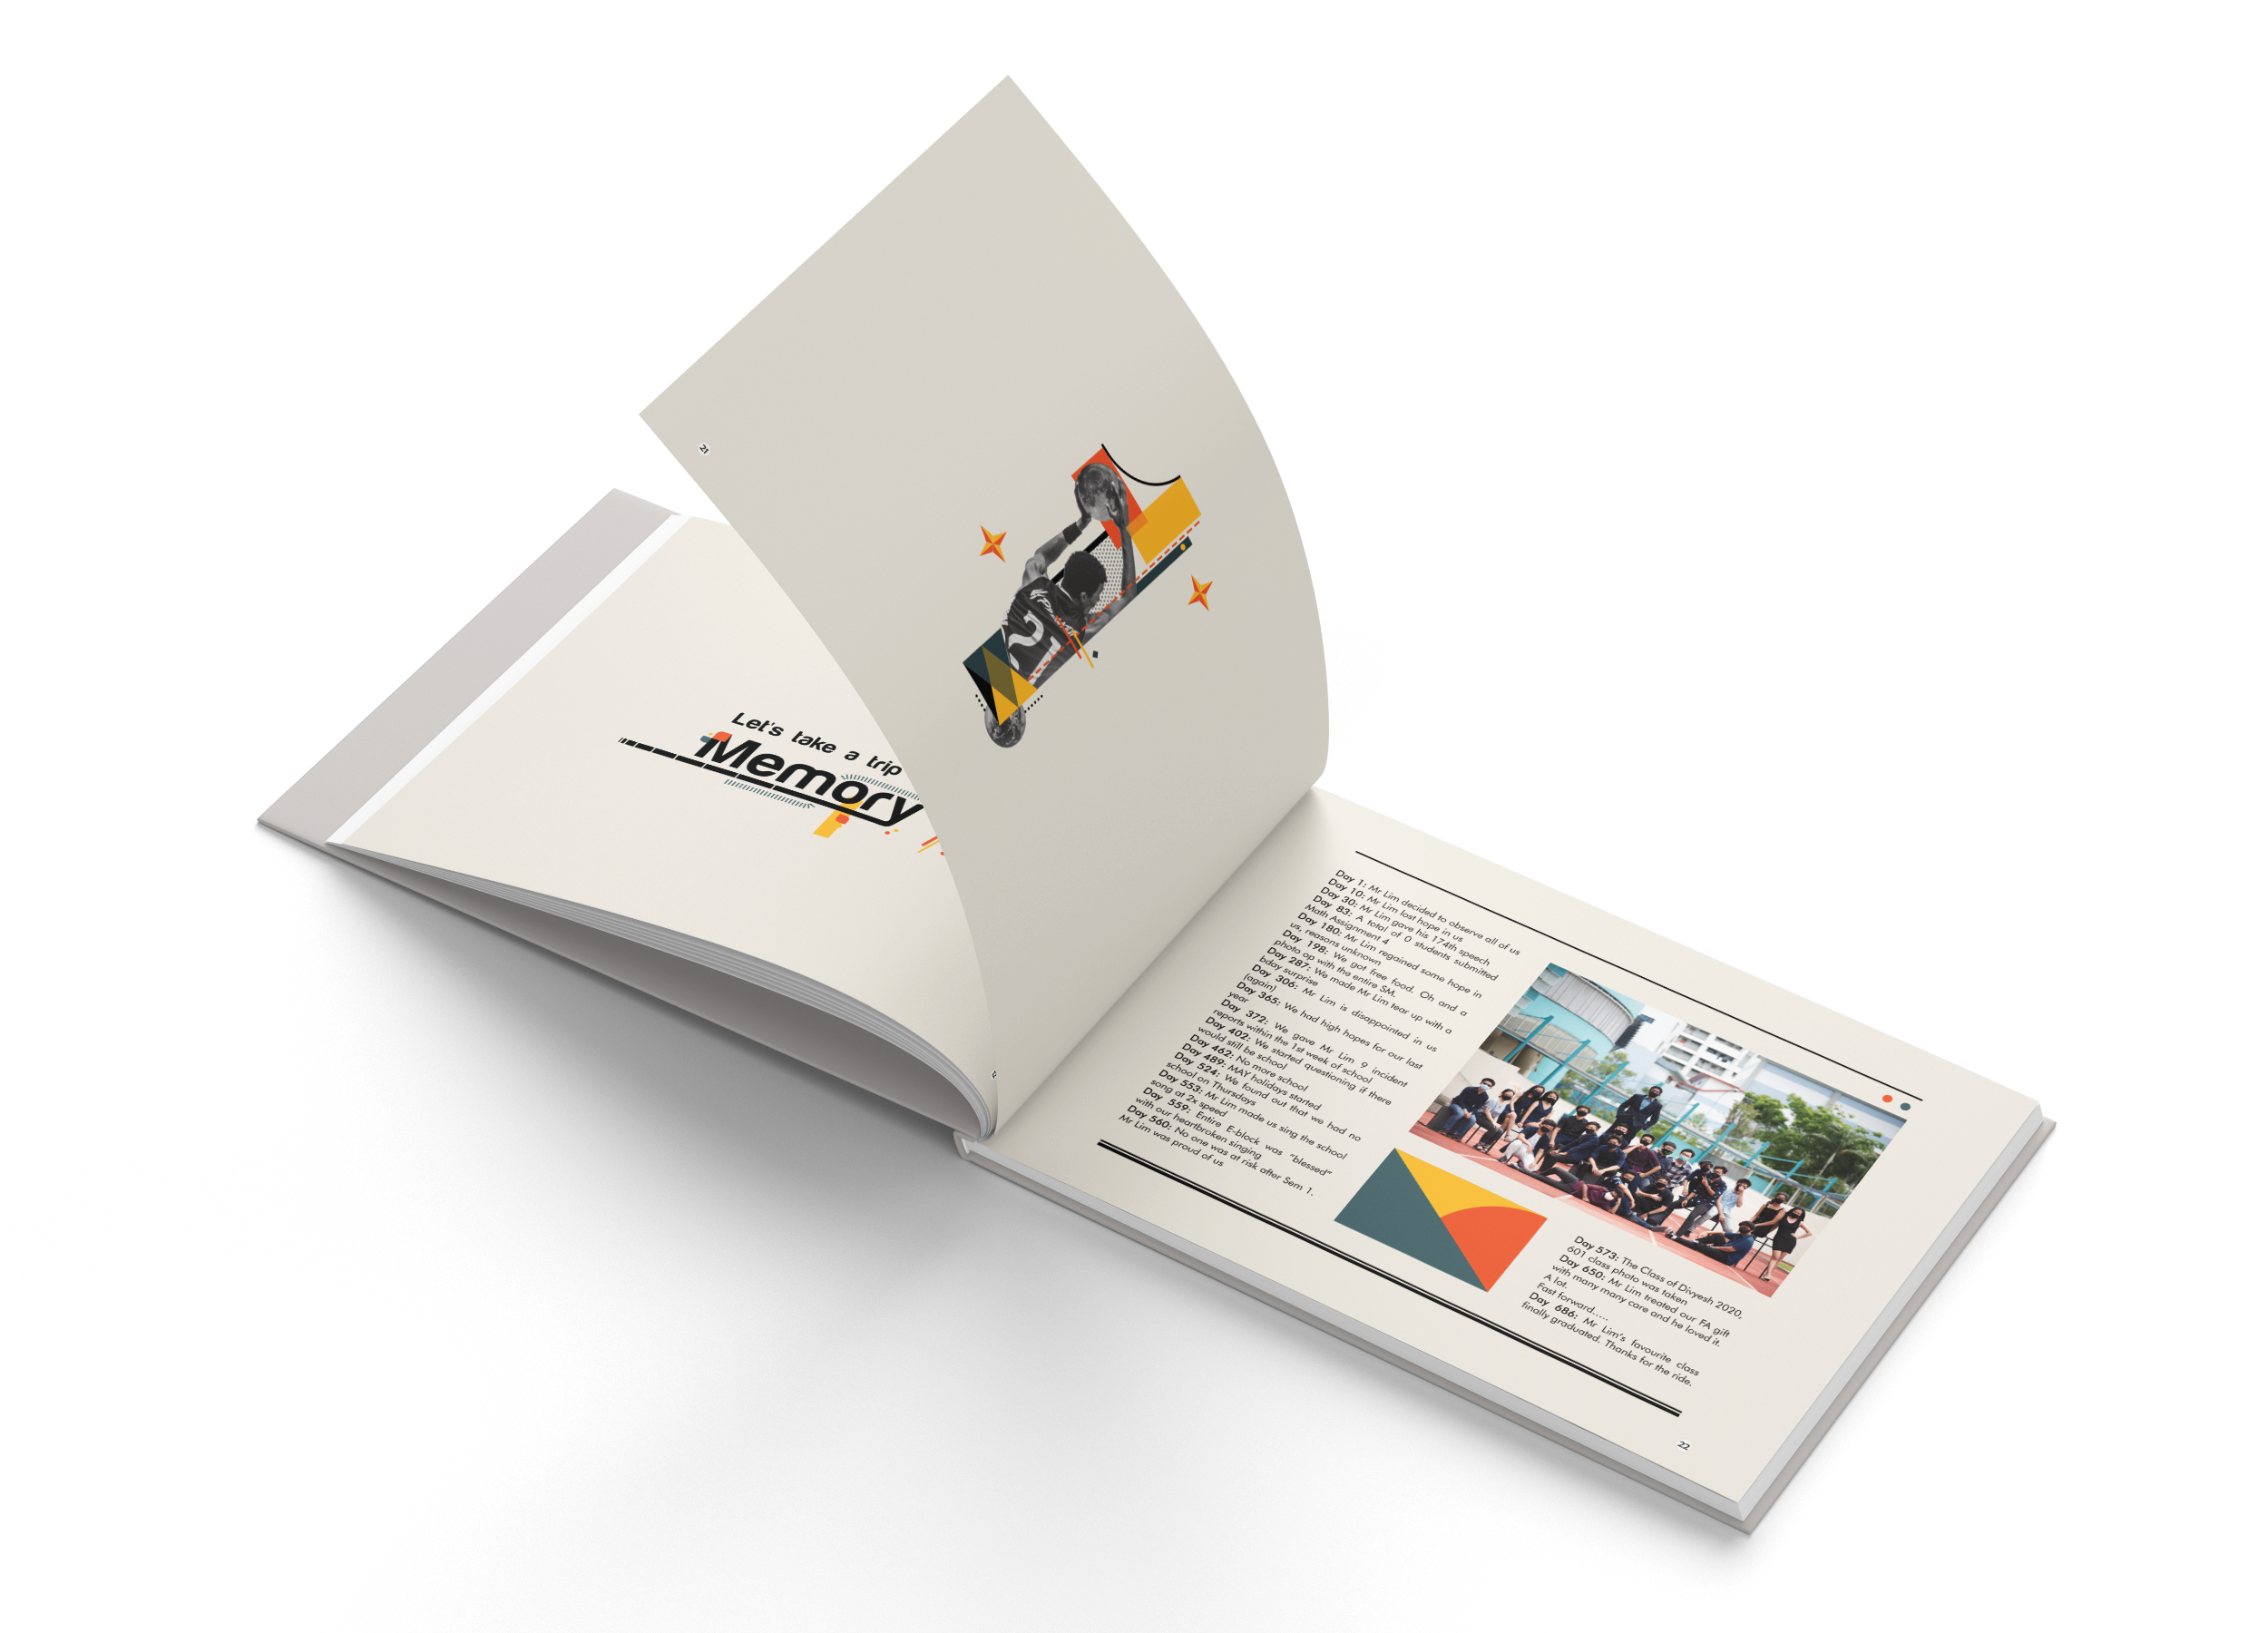 Let's take a trip
Memory
21
Day 1: Mr Lim decided to observe all of us
Day 10: Mr Lim lost hope in us
Day 30: Mr Lim gave his 174th speech
Day 83: A total of 0 students submitted
Math Assignment 4
Day 180: Mr Lim regained some hope in
us, reasons unknown
Day 198: We got free food. Oh and a
photo op with the entire SM.
Day 287: We made Mr Lim tear up with a
bday surprise
Day 306: Mr Lim is disappointed in us
(again)
Day 365: We had high hopes for our last
year
Day 372: We gave Mr Lim 9 incident
reports within the 1st week of school
Day 402: We started questioning if there
would still be school
Day 462: No more school
Day 489: MAY holidays started
Day 524: We found out that we had no
school on Thursdays
Day 553: Mr Lim made us sing the school
song at 2x speed
Day 559: Entire E-block was "blessed"
with our heartbroken singing
Day 560: No one was at risk after Sem 1.
Mr Lim was proud of us
Day 573: The Class of Divyesh 2020,
601 class photo was taken
Day 650: Mr Lim treated our FA gift
with many many care and he loved it.
A lot.
Fast forward.....
Day 686: Mr Lim's favourite class
finally graduated. Thanks for the ride.
22